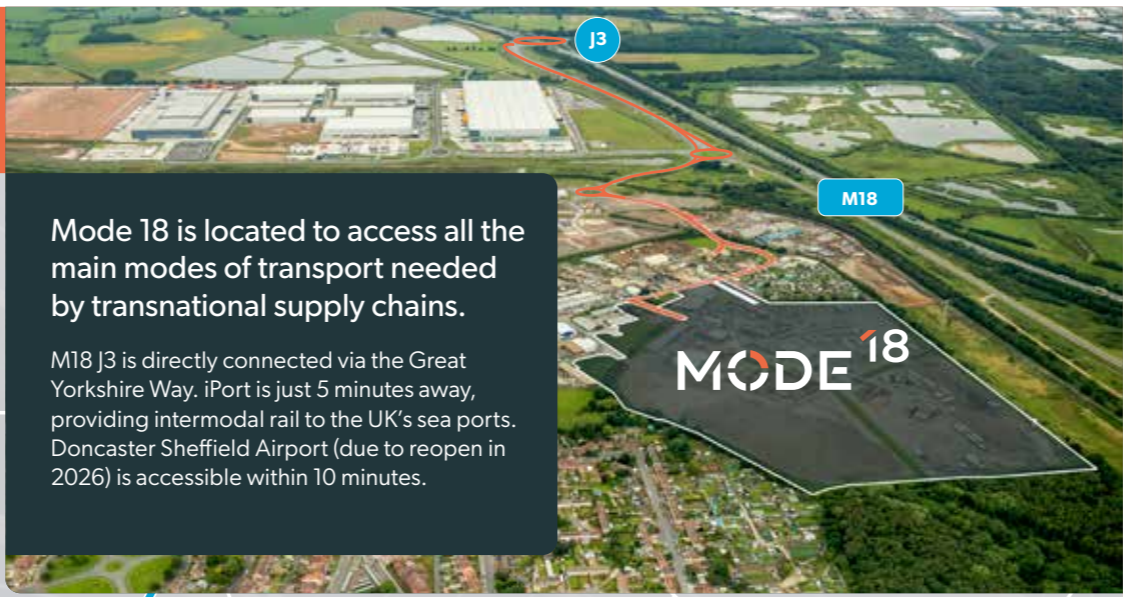 J3
M18
Mode 18 is located to access all the
main modes of transport needed
by transnational supply chains.
M18 J3 is directly connected via the Great
Yorkshire Way. iPort is just 5 minutes away,
providing intermodal rail to the UK’s sea ports.
Doncaster Sheffield Airport (due to reopen in
2026) is accessible within 10 minutes.
MODE 18